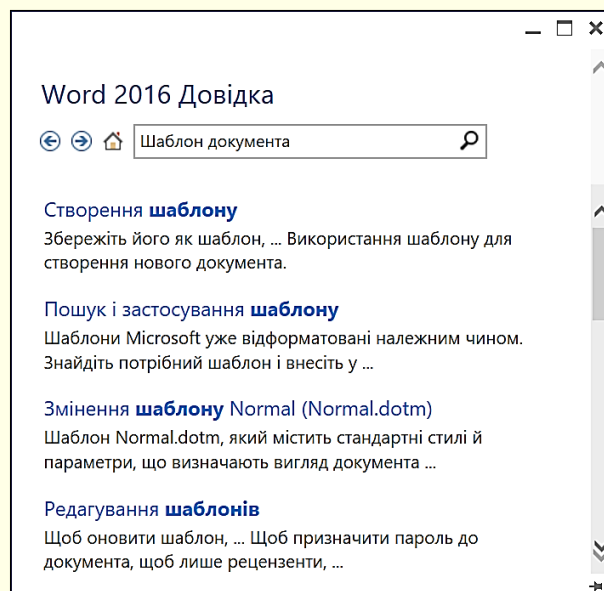 Word 2016 Довідка
Шаблон документа
Створення шаблону
Збережіть його як шаблон, ... Використання шаблону для
створення нового документа.
Пошук і застосування шаблону
Шаблони Microsoft уже відформатовані належним чином.
Знайдіть потрібний шаблон і внесіть у ...
Змінення шаблону Normal (Normal.dotm)
Шаблон Normal.dotm, який містить стандартні стилі й
параметри, що визначають вигляд документа ...
Редагування шаблонів
Щоб оновити шаблон, ... Щоб призначити пароль до
документа, щоб лише рецензенти, ...